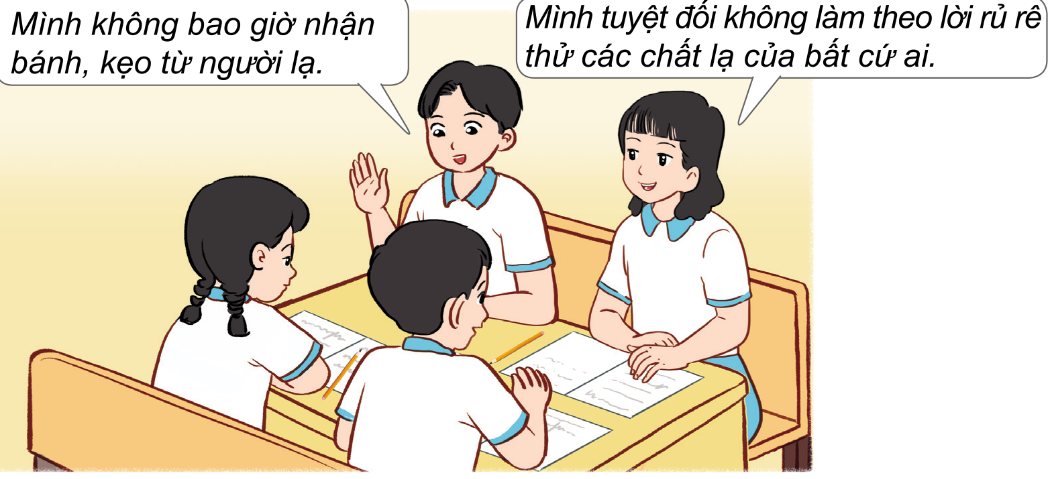 Mình không bao giờ nhận
bánh, kẹo từ người lạ.
Mình tuyệt đối không làm theo lời rủ rê
thử các chất lạ của bất cứ ai.